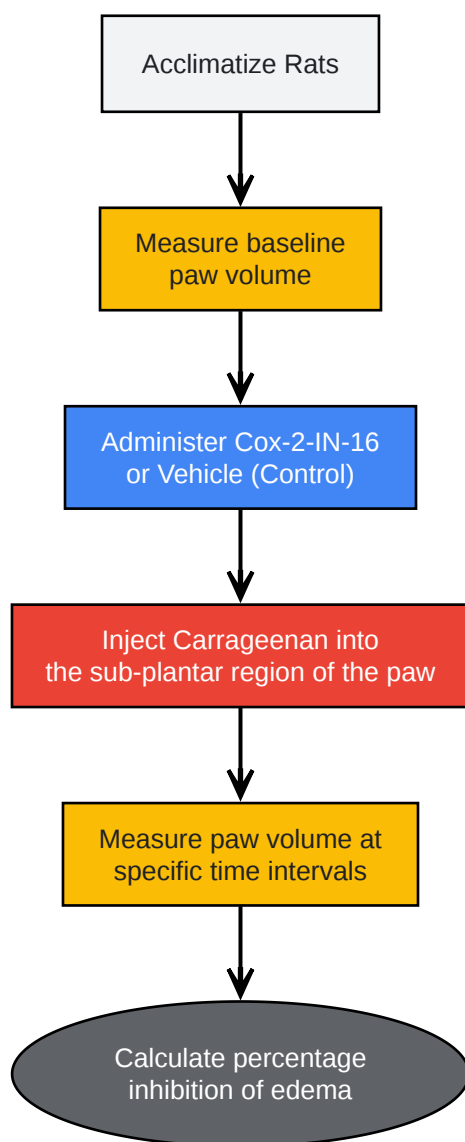 Acclimatize Rats
Measure baseline
paw volume
Administer Cox-2-IN-16
or Vehicle (Control)
Inject Carrageenan into
the sub-plantar region of the paw
Measure paw volume at
specific time intervals
Calculate percentage
inhibition of edema